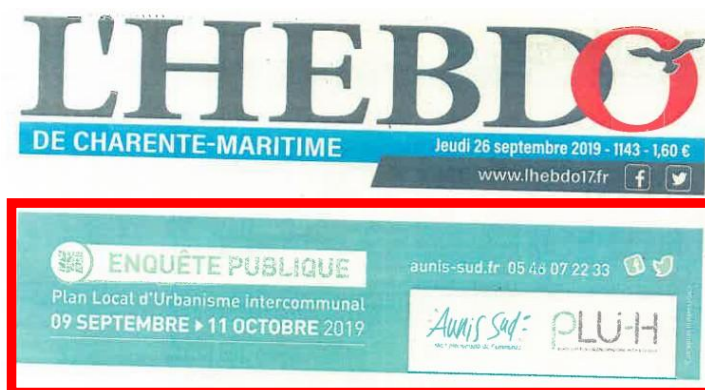 L'HEBDO
DE CHARENTE-MARITIME
Jeudi 26 septembre 2019 - 1143 - 1,60 €
www.lhebdo17.fr
ENQUÊTE PUBLIQUE
Plan Local d'Urbanisme intercommunal
09 SEPTEMBRE ▸ 11 OCTOBRE 2019
aunis-sud.fr 05 46 07 22 33
Aunis Sud
PLUi-H